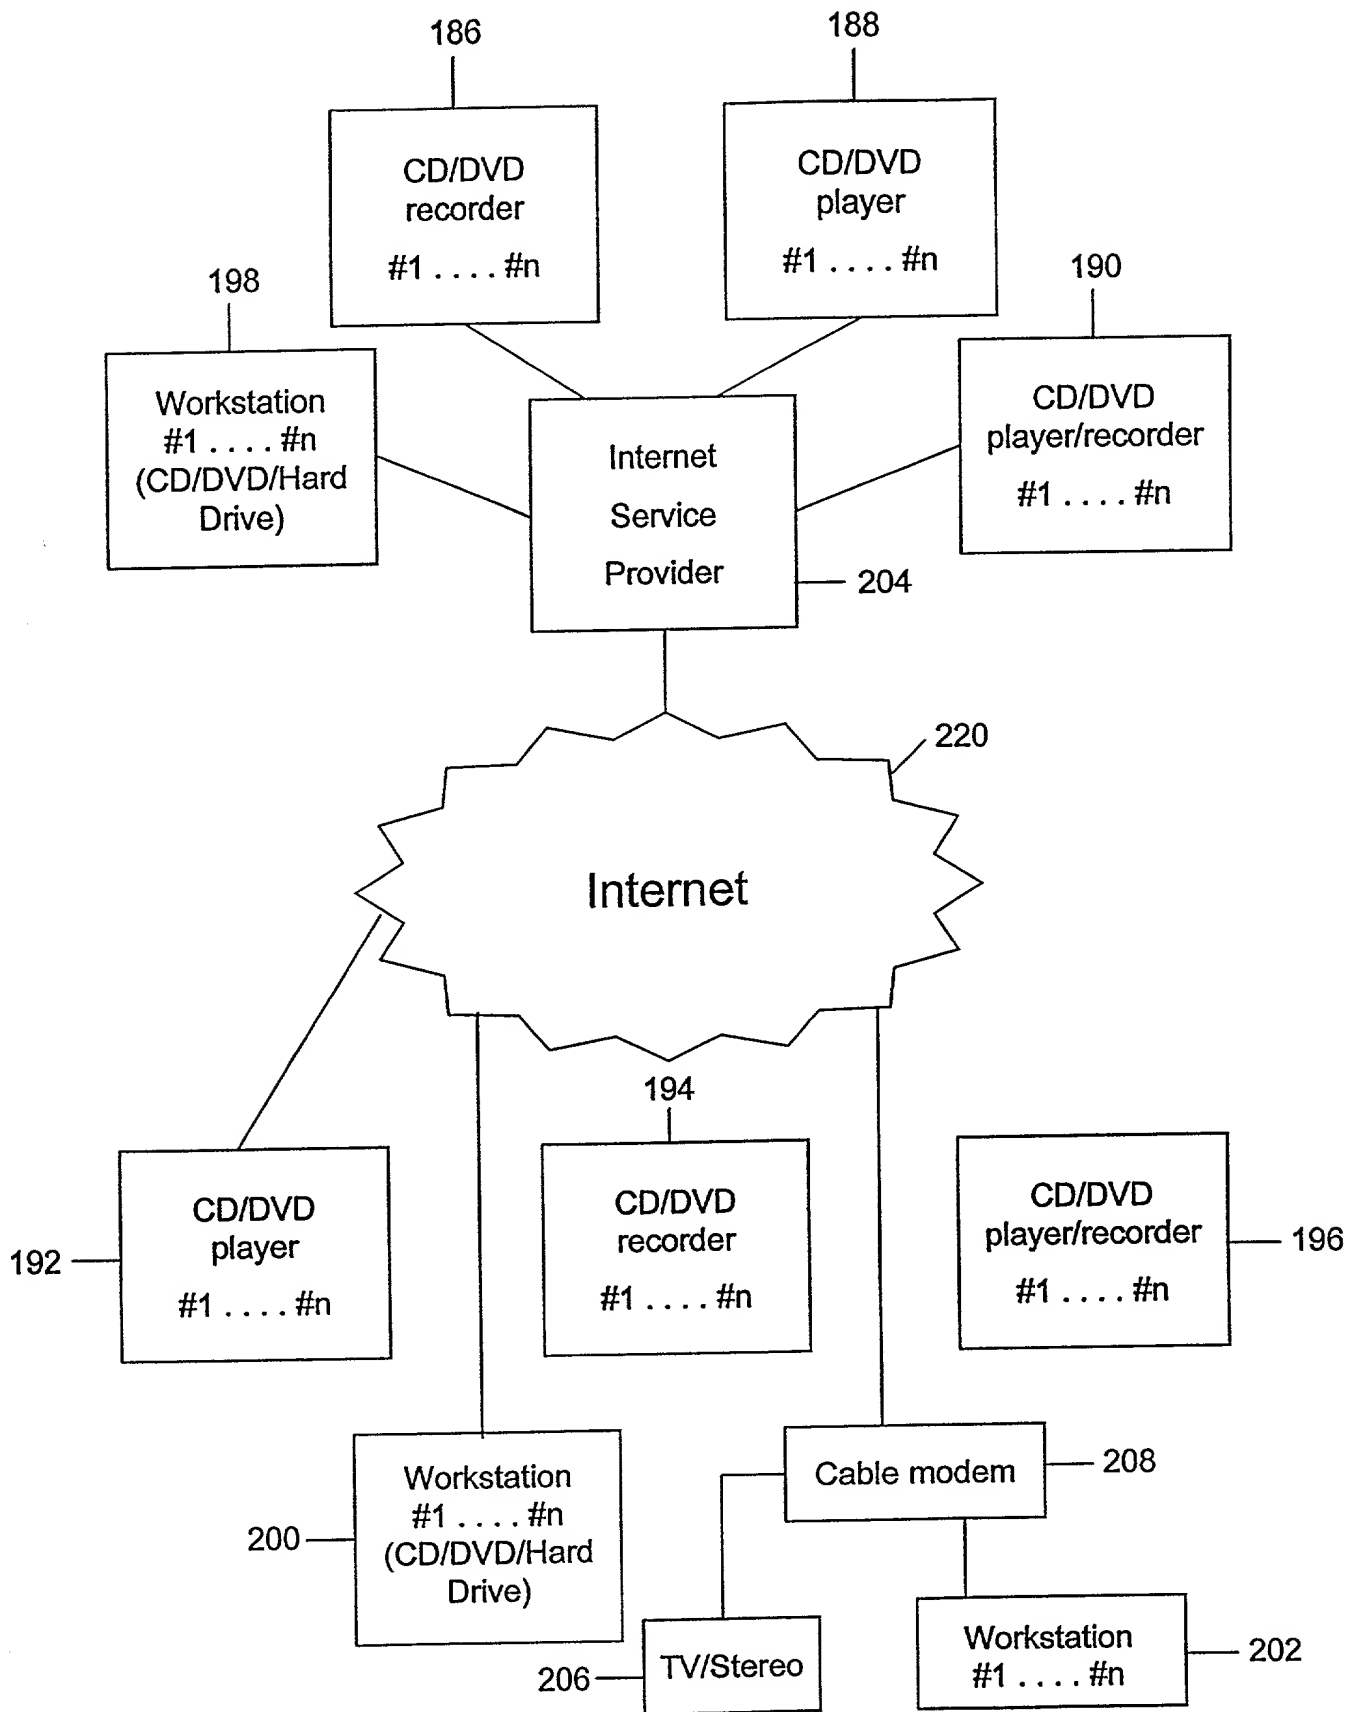 186
188
CD/DVD
recorder
#1 . . . . #n
CD/DVD
player
#1 . . . . #n
198
190
Workstation
#1 . . . . #n
(CD/DVD/Hard
Drive)
Internet
Service
Provider
204
CD/DVD
player/recorder
#1 . . . . #n
220
Internet
194
192
CD/DVD
player
#1 . . . . #n
CD/DVD
recorder
#1 . . . . #n
CD/DVD
player/recorder
#1 . . . . #n
196
200
Workstation
#1 . . . . #n
(CD/DVD/Hard
Drive)
Cable modem
208
206
TV/Stereo
Workstation
#1 . . . . #n
202